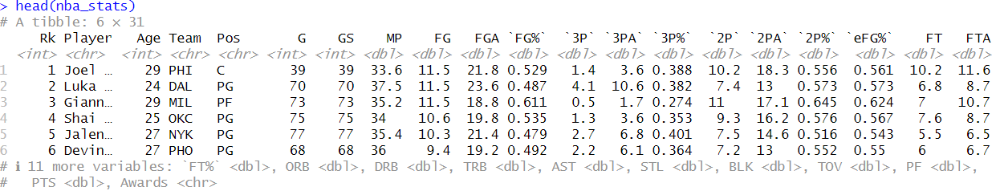 > head(nba_stats)
# A tibble: 6 × 31
     Rk Player   Age Team  Pos       G    GS    MP    FG   FGA `FG%`  `3P` `3PA` `3P%`  `2P` `2PA` `2P%` `eFG%`    FT   FTA
  <int> <chr>  <int> <chr> <chr> <int> <int> <dbl> <dbl> <dbl> <dbl> <dbl> <dbl> <dbl> <dbl> <dbl> <dbl>  <dbl> <dbl> <dbl>
1     1 Joel …    29 PHI   C        39    39  33.6  11.5  21.8 0.529   1.4   3.6 0.388  10.2  18.3 0.556  0.561  10.2  11.6
2     2 Luka …    24 DAL   PG       70    70  37.5  11.5  23.6 0.487   4.1  10.6 0.382   7.4  13   0.573  0.573   6.8   8.7
3     3 Giann…    29 MIL   PF       73    73  35.2  11.5  18.8 0.611   0.5   1.7 0.274  11    17.1 0.645  0.624   7    10.7
4     4 Shai …    25 OKC   PG       75    75  34    10.6  19.8 0.535   1.3   3.6 0.353   9.3  16.2 0.576  0.567   7.6   8.7
5     5 Jalen…    27 NYK   PG       77    77  35.4  10.3  21.4 0.479   2.7   6.8 0.401   7.5  14.6 0.516  0.543   5.5   6.5
6     6 Devin…    27 PHO   PG       68    68  36     9.4  19.2 0.492   2.2   6.1 0.364   7.2  13   0.552  0.55    6     6.7
# ℹ 11 more variables: `FT%` <dbl>, ORB <dbl>, DRB <dbl>, TRB <dbl>, AST <dbl>, STL <dbl>, BLK <dbl>, TOV <dbl>, PF <dbl>,
#   PTS <dbl>, Awards <chr>